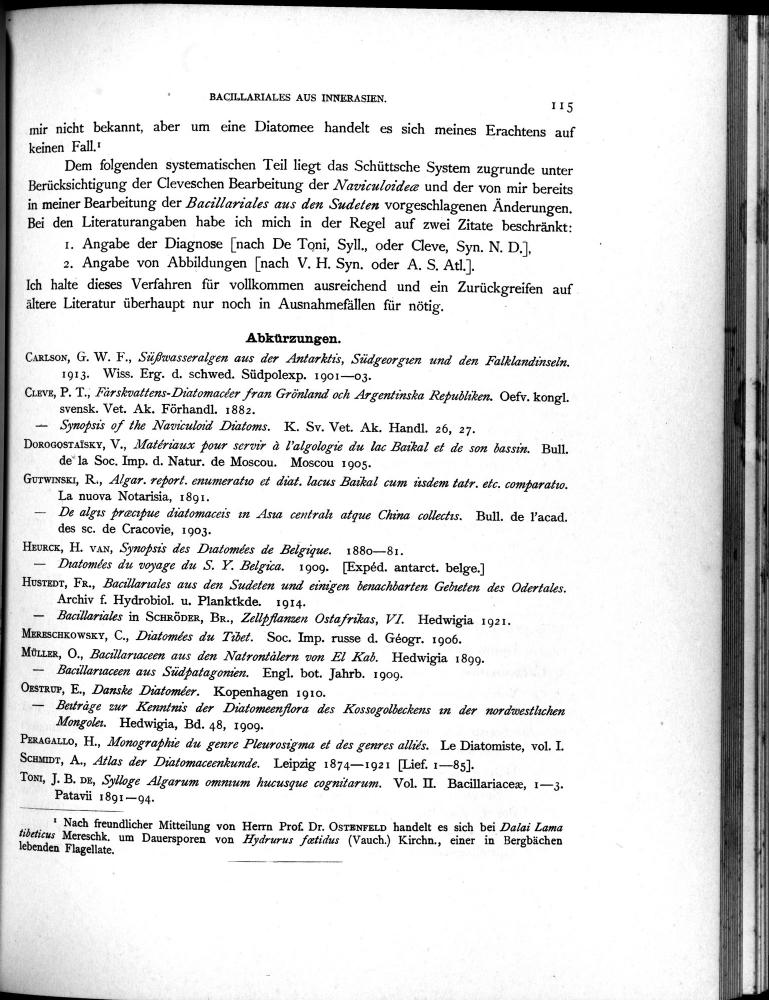 BACILLARIALES AUS INNERASIEN.
115
mir nicht bekannt, aber um eine Diatomee handelt es sich meines Erachtens auf
keinen Fall.¹
Dem folgenden systematischen Teil liegt das Schüttsche System zugrunde unter
Berücksichtigung der Cleveschen Bearbeitung der Naviculoideæ und der von mir bereits
in meiner Bearbeitung der Bacillariales aus den Sudeten vorgeschlagenen Änderungen.
Bei den Literaturangaben habe ich mich in der Regel auf zwei Zitate beschränkt:
1. Angabe der Diagnose [nach De Toni, Syll., oder Cleve, Syn. N. D.],
2. Angabe von Abbildungen [nach V. H. Syn. oder A. S. Atl.].
Ich halte dieses Verfahren für vollkommen ausreichend und ein Zurückgreifen auf
ältere Literatur überhaupt nur noch in Ausnahmefällen für nötig.
Abkürzungen.
CARLSON, G. W. F., Süßwasseralgen aus der Antarktis, Südgeorgien und den Falklandinseln.
1913. Wiss. Erg. d. schwed. Südpolexp. 1901—03.
CLEVE, P. T., Färskvattens-Diatomacéer fran Grönland och Argentinska Republiken. Oefv. kongl.
svensk. Vet. Ak. Förhandl. 1882.
— Synopsis of the Naviculoid Diatoms. K. Sv. Vet. Ak. Handl. 26, 27.
DOROGOSTAÏSKY, V., Matériaux pour servir à l'algologie du lac Baikal et de son bassin. Bull.
de la Soc. Imp. d. Natur. de Moscou. Moscou 1905.
GUTWINSKI, R., Algar. report. enumeratio et diat. lacus Baikal cum iisdem tatr. etc. comparatio.
La nuova Notarisia, 1891.
— De algis præcipue diatomaceis in Asia centrali atque China collectis. Bull. de l'acad.
des sc. de Cracovie, 1903.
HEURCK, H. VAN, Synopsis des Diatomées de Belgique. 1880—81.
— Diatomées du voyage du S. Y. Belgica. 1909. [Expéd. antarct. belge.]
HUSTEDT, FR., Bacillariales aus den Sudeten und einigen benachbarten Gebieten des Odertales.
Archiv f. Hydrobiol. u. Planktkde. 1914.
— Bacillariales in SCHRÖDER, BR., Zellpflanzen Ostafrikas, VI. Hedwigia 1921.
MERESCHKOWSKY, C., Diatomées du Tibet. Soc. Imp. russe d. Géogr. 1906.
MÜLLER, O., Bacillariaceen aus den Natrontälern von El Kab. Hedwigia 1899.
— Bacillariaceen aus Südpatagonien. Engl. bot. Jahrb. 1909.
OESTRUP, E., Danske Diatoméer. Kopenhagen 1910.
— Beiträge zur Kenntnis der Diatomeenflora des Kossogolbeckens in der nordwestlichen
Mongolei. Hedwigia, Bd. 48, 1909.
PERAGALLO, H., Monographie du genre Pleurosigma et des genres alliés. Le Diatomiste, vol. I.
SCHMIDT, A., Atlas der Diatomaceenkunde. Leipzig 1874—1921 [Lief. 1—85].
TONI, J. B. DE, Sylloge Algarum omnium hucusque cognitarum. Vol. II. Bacillariaceæ, 1—3.
Patavii 1891—94.
¹ Nach freundlicher Mitteilung von Herrn Prof. Dr. OSTENFELD handelt es sich bei Dalai Lama
tibeticus Mereschk. um Dauersporen von Hydrurus fœtidus (Vauch.) Kirchn., einer in Bergbächen
lebenden Flagellate.